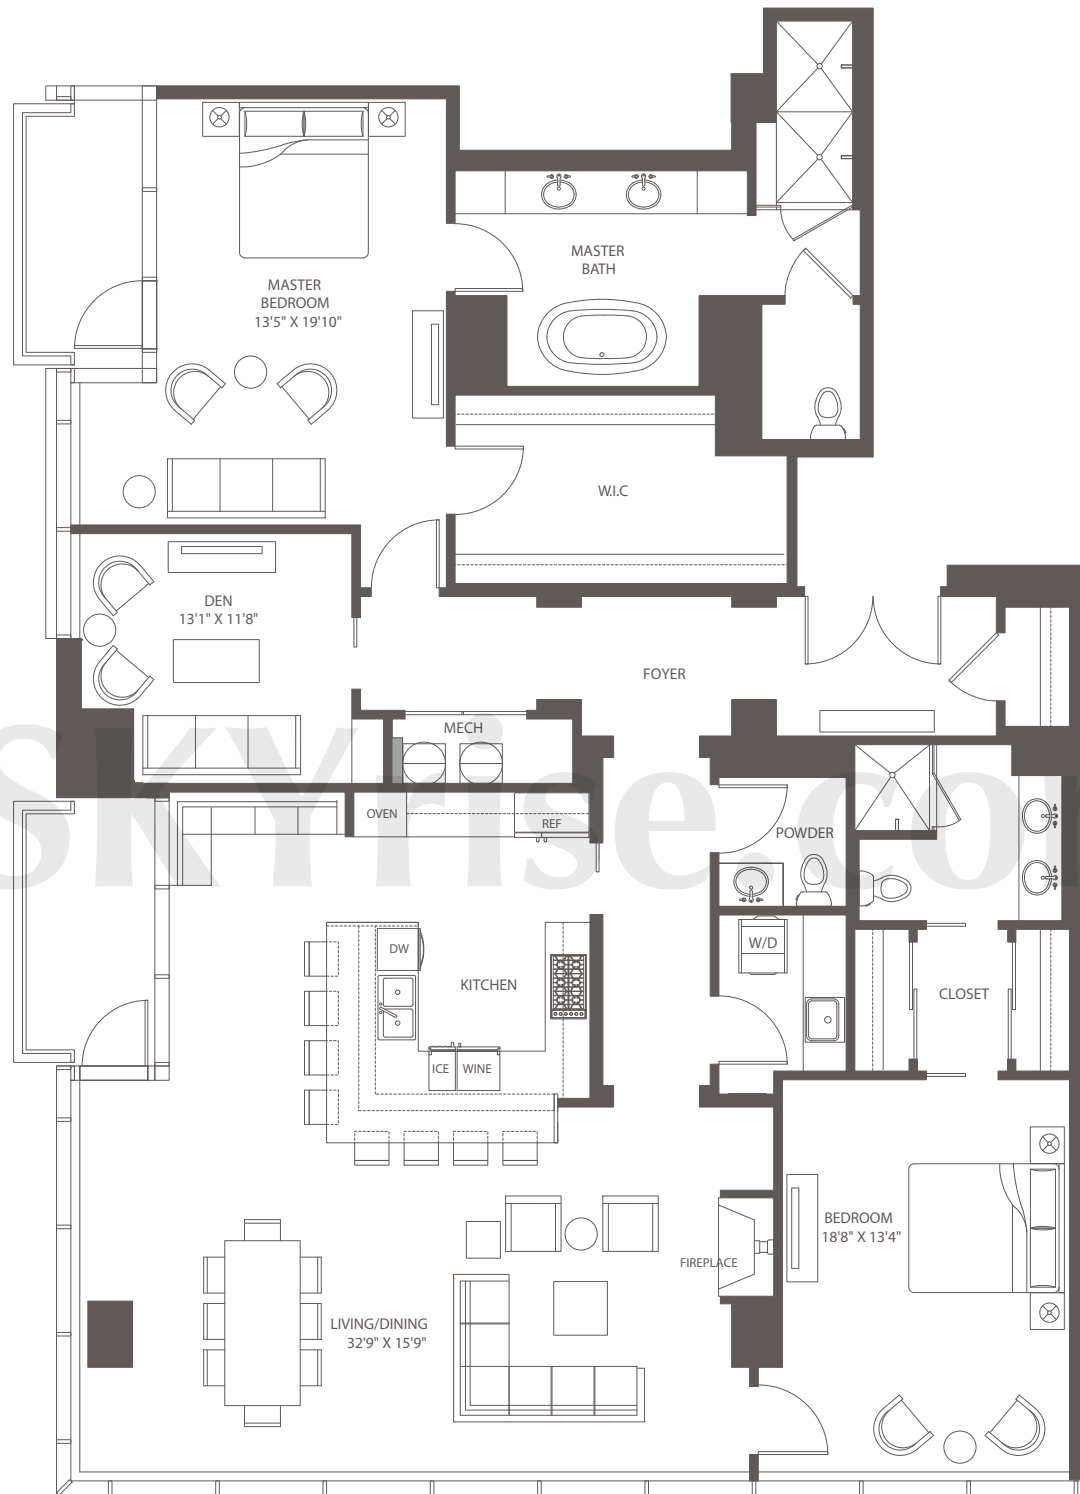 MASTER
BATH
MASTER
BEDROOM
13'5" X 19'10"
W.I.C
DEN
13'1" X 11'8"
FOYER
MECH
SKYrise.co
OVEN
REF
POWDER
DW
W/D
KITCHEN
CLOSET
ICE
WINE
BEDROOM
18'8" X 13'4"
FIREPLACE
LIVING/DINING
32'9" X 15'9"